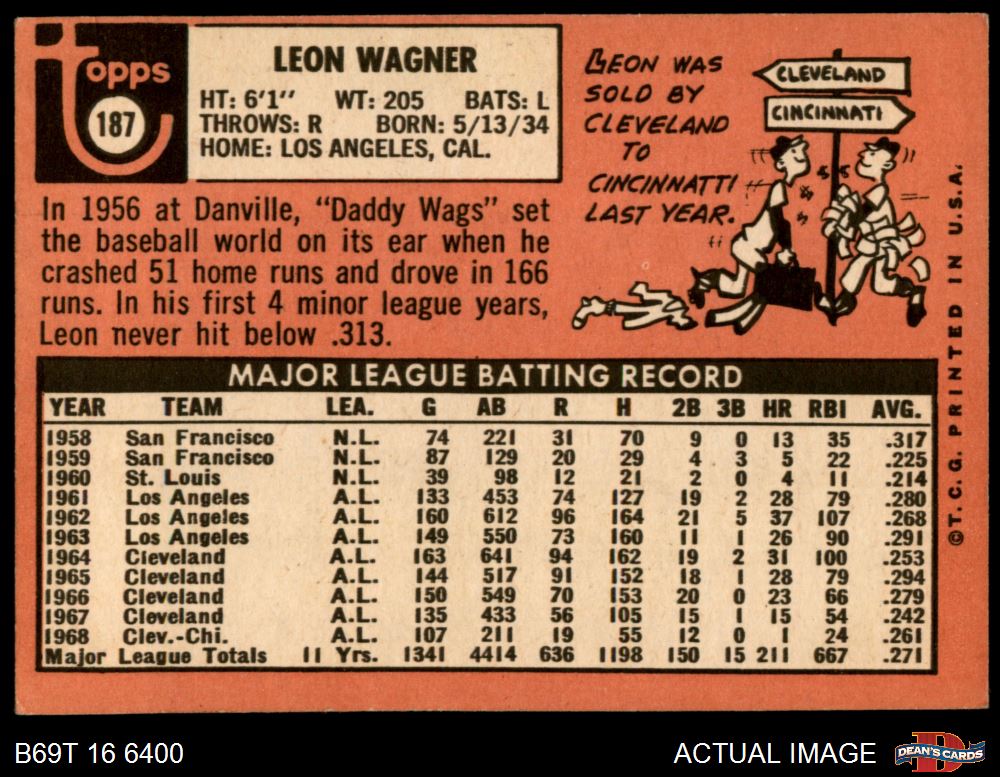 Topps
187
LEON WAGNER
HT: 6'1" WT: 205 BATS: L
THROWS: R BORN: 5/13/34
HOME: LOS ANGELES, CAL.
LEON WAS
SOLD BY
CLEVELAND
TO
CINCINNATTI
LAST YEAR.
CLEVELAND
CINCINNATI
In 1956 at Danville, "Daddy Wags" set
the baseball world on its ear when he
crashed 51 home runs and drove in 166
runs. In his first 4 minor league years,
Leon never hit below .313.
MAJOR LEAGUE BATTING RECORD
YEAR TEAM LEA. G AB R H 2B 3B HR RBI AVG.
1958 San Francisco N.L. 74 221 31 70 9 0 13 35 .317
1959 San Francisco N.L. 87 129 20 29 4 3 5 22 .225
1960 St. Louis N.L. 39 98 12 21 2 0 4 11 .214
1961 Los Angeles A.L. 133 453 74 127 19 2 28 79 .280
1962 Los Angeles A.L. 160 612 96 164 21 5 37 107 .268
1963 Los Angeles A.L. 149 550 73 160 11 1 26 90 .291
1964 Cleveland A.L. 163 641 94 162 19 2 31 100 .253
1965 Cleveland A.L. 144 517 91 152 18 1 28 79 .294
1966 Cleveland A.L. 150 549 70 153 20 0 23 66 .279
1967 Cleveland A.L. 135 433 56 105 15 1 15 54 .242
1968 Clev.-Chi. A.L. 107 211 19 55 12 0 1 24 .261
Major League Totals 11 Yrs. 1341 4414 636 1198 150 15 211 667 .271
©T.C.G. PRINTED IN U.S.A.
B69T 16 6400
ACTUAL IMAGE
D
DEAN'S CARDS